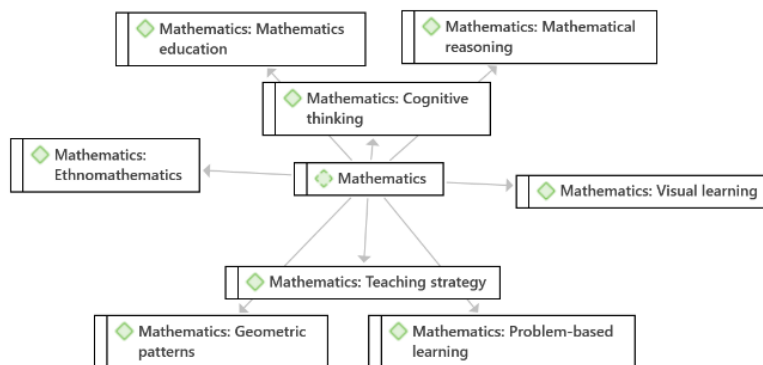 Mathematics: Mathematics
education
Mathematics: Mathematical
reasoning
Mathematics: Cognitive
thinking
Mathematics:
Ethnomathematics
Mathematics
Mathematics: Visual learning
Mathematics: Teaching strategy
Mathematics: Geometric
patterns
Mathematics: Problem-based
learning